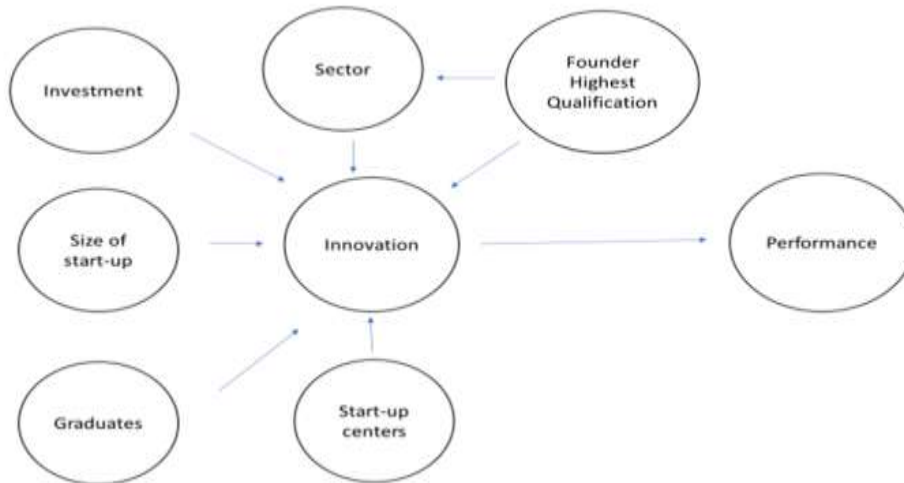 Investment
Sector
Founder
Highest
Qualification
Size of
start-up
Innovation
Performance
Graduates
Start-up
centers